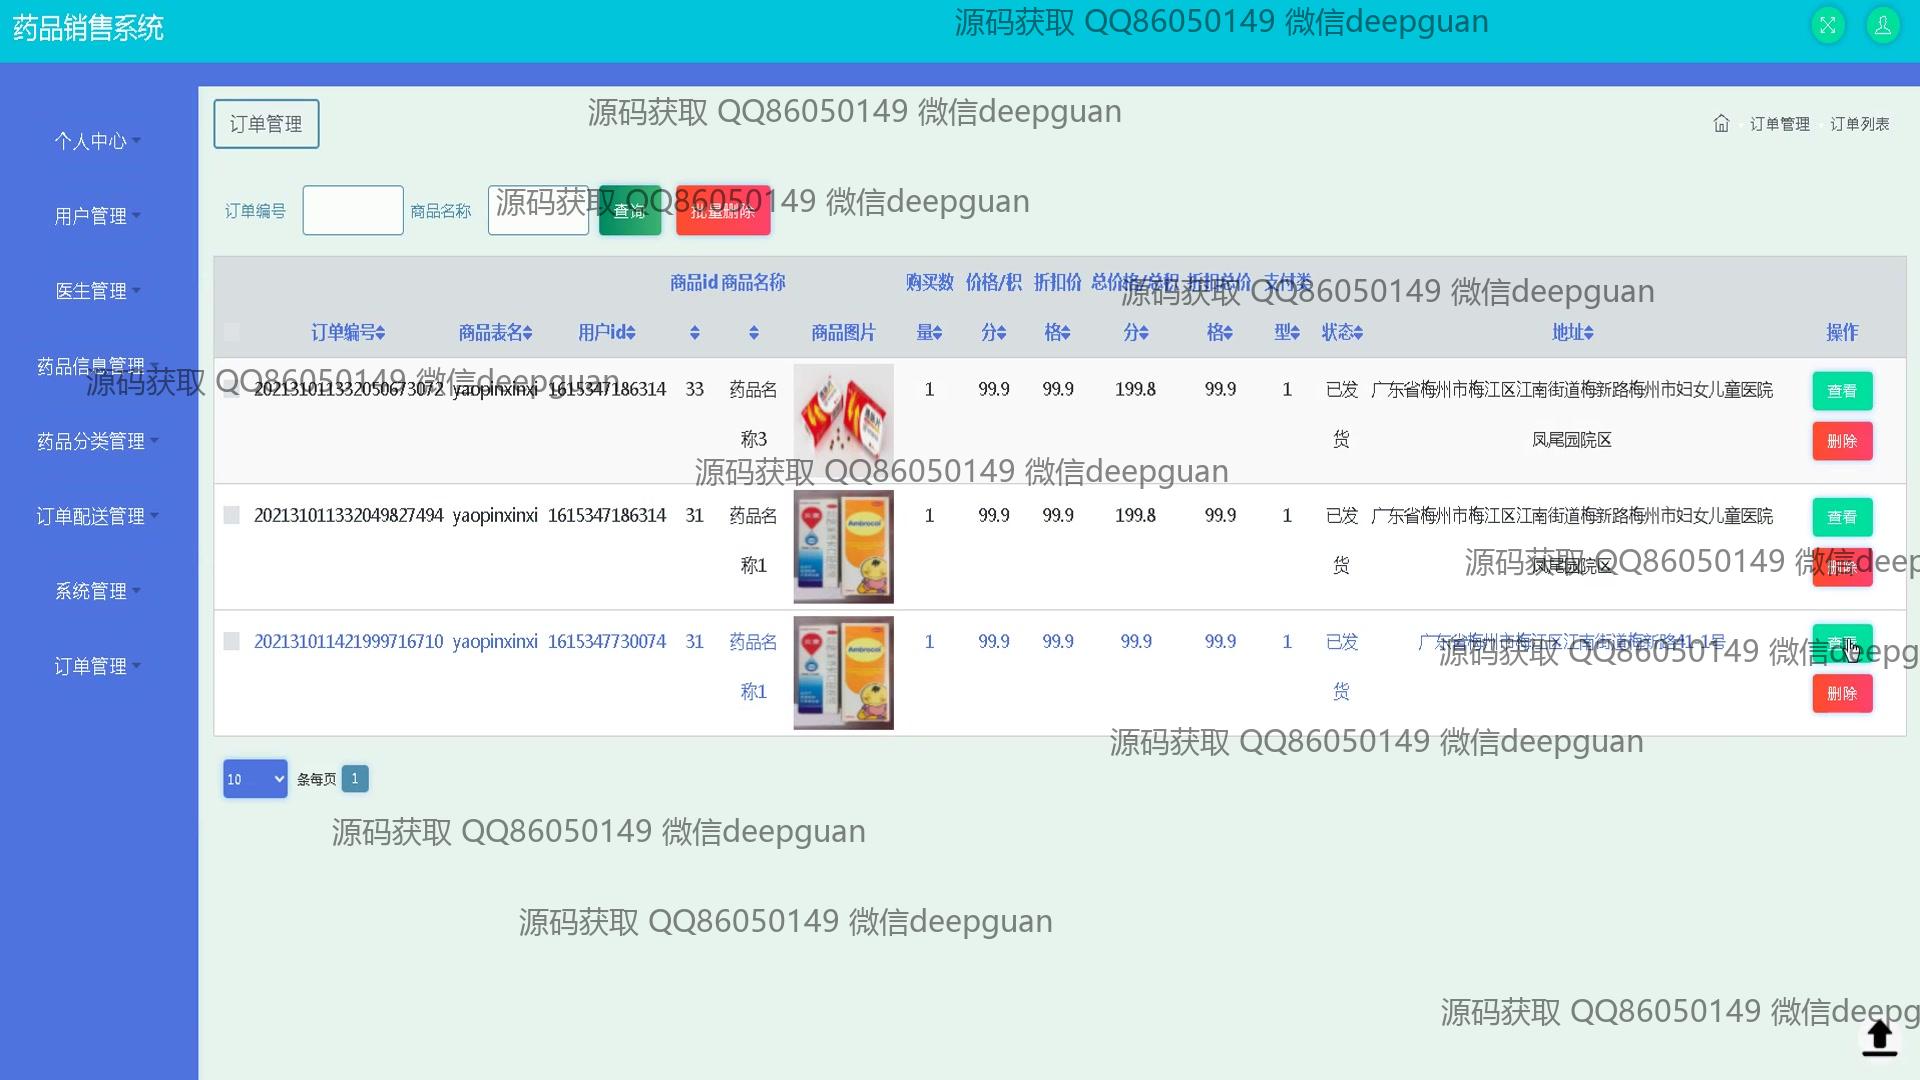 药品销售系统
源码获取 QQ86050149 微信deepguan
源码获取 QQ86050149 微信deepguan
订单管理
订单管理
订单列表
个人中心
用户管理
医生管理
药品信息管理
药品分类管理
订单配送管理
系统管理
订单管理
订单编号
商品名称
查询
批量删除
源码获取 QQ86050149 微信deepguan
源码获取 QQ86050149 微信deepguan
订单编号 商品表名 用户id 商品id 商品名称 商品图片 购买数量 价格/积分 折扣价格 总价格/总积分 折扣总价格 支付类型 状态 地址 操作
源码获取 QQ86050149 微信deepguan
202131011332050673072 yaopinxinxi 1615347186314 33 药品名称3 1 99.9 99.9 199.8 99.9 1 已发货 广东省梅州市梅江区江南街道梅新路梅州市妇女儿童医院凤尾园院区 查看 删除
源码获取 QQ86050149 微信deepguan
202131011332049827494 yaopinxinxi 1615347186314 31 药品名称1 Ambrocol 1 99.9 99.9 199.8 99.9 1 已发货 广东省梅州市梅江区江南街道梅新路梅州市妇女儿童医院凤尾园院区 查看 删除
源码获取 QQ86050149 微信deep
202131011421999716710 yaopinxinxi 1615347730074 31 药品名称1 Ambrocol 1 99.9 99.9 99.9 99.9 1 已发货 广东省梅州市梅江区江南街道梅新路41-1号 查看 删除
源码获取 QQ86050149 微信deepg
源码获取 QQ86050149 微信deepguan
10 条每页 1
源码获取 QQ86050149 微信deepguan
源码获取 QQ86050149 微信deepguan
源码获取 QQ86050149 微信deepg